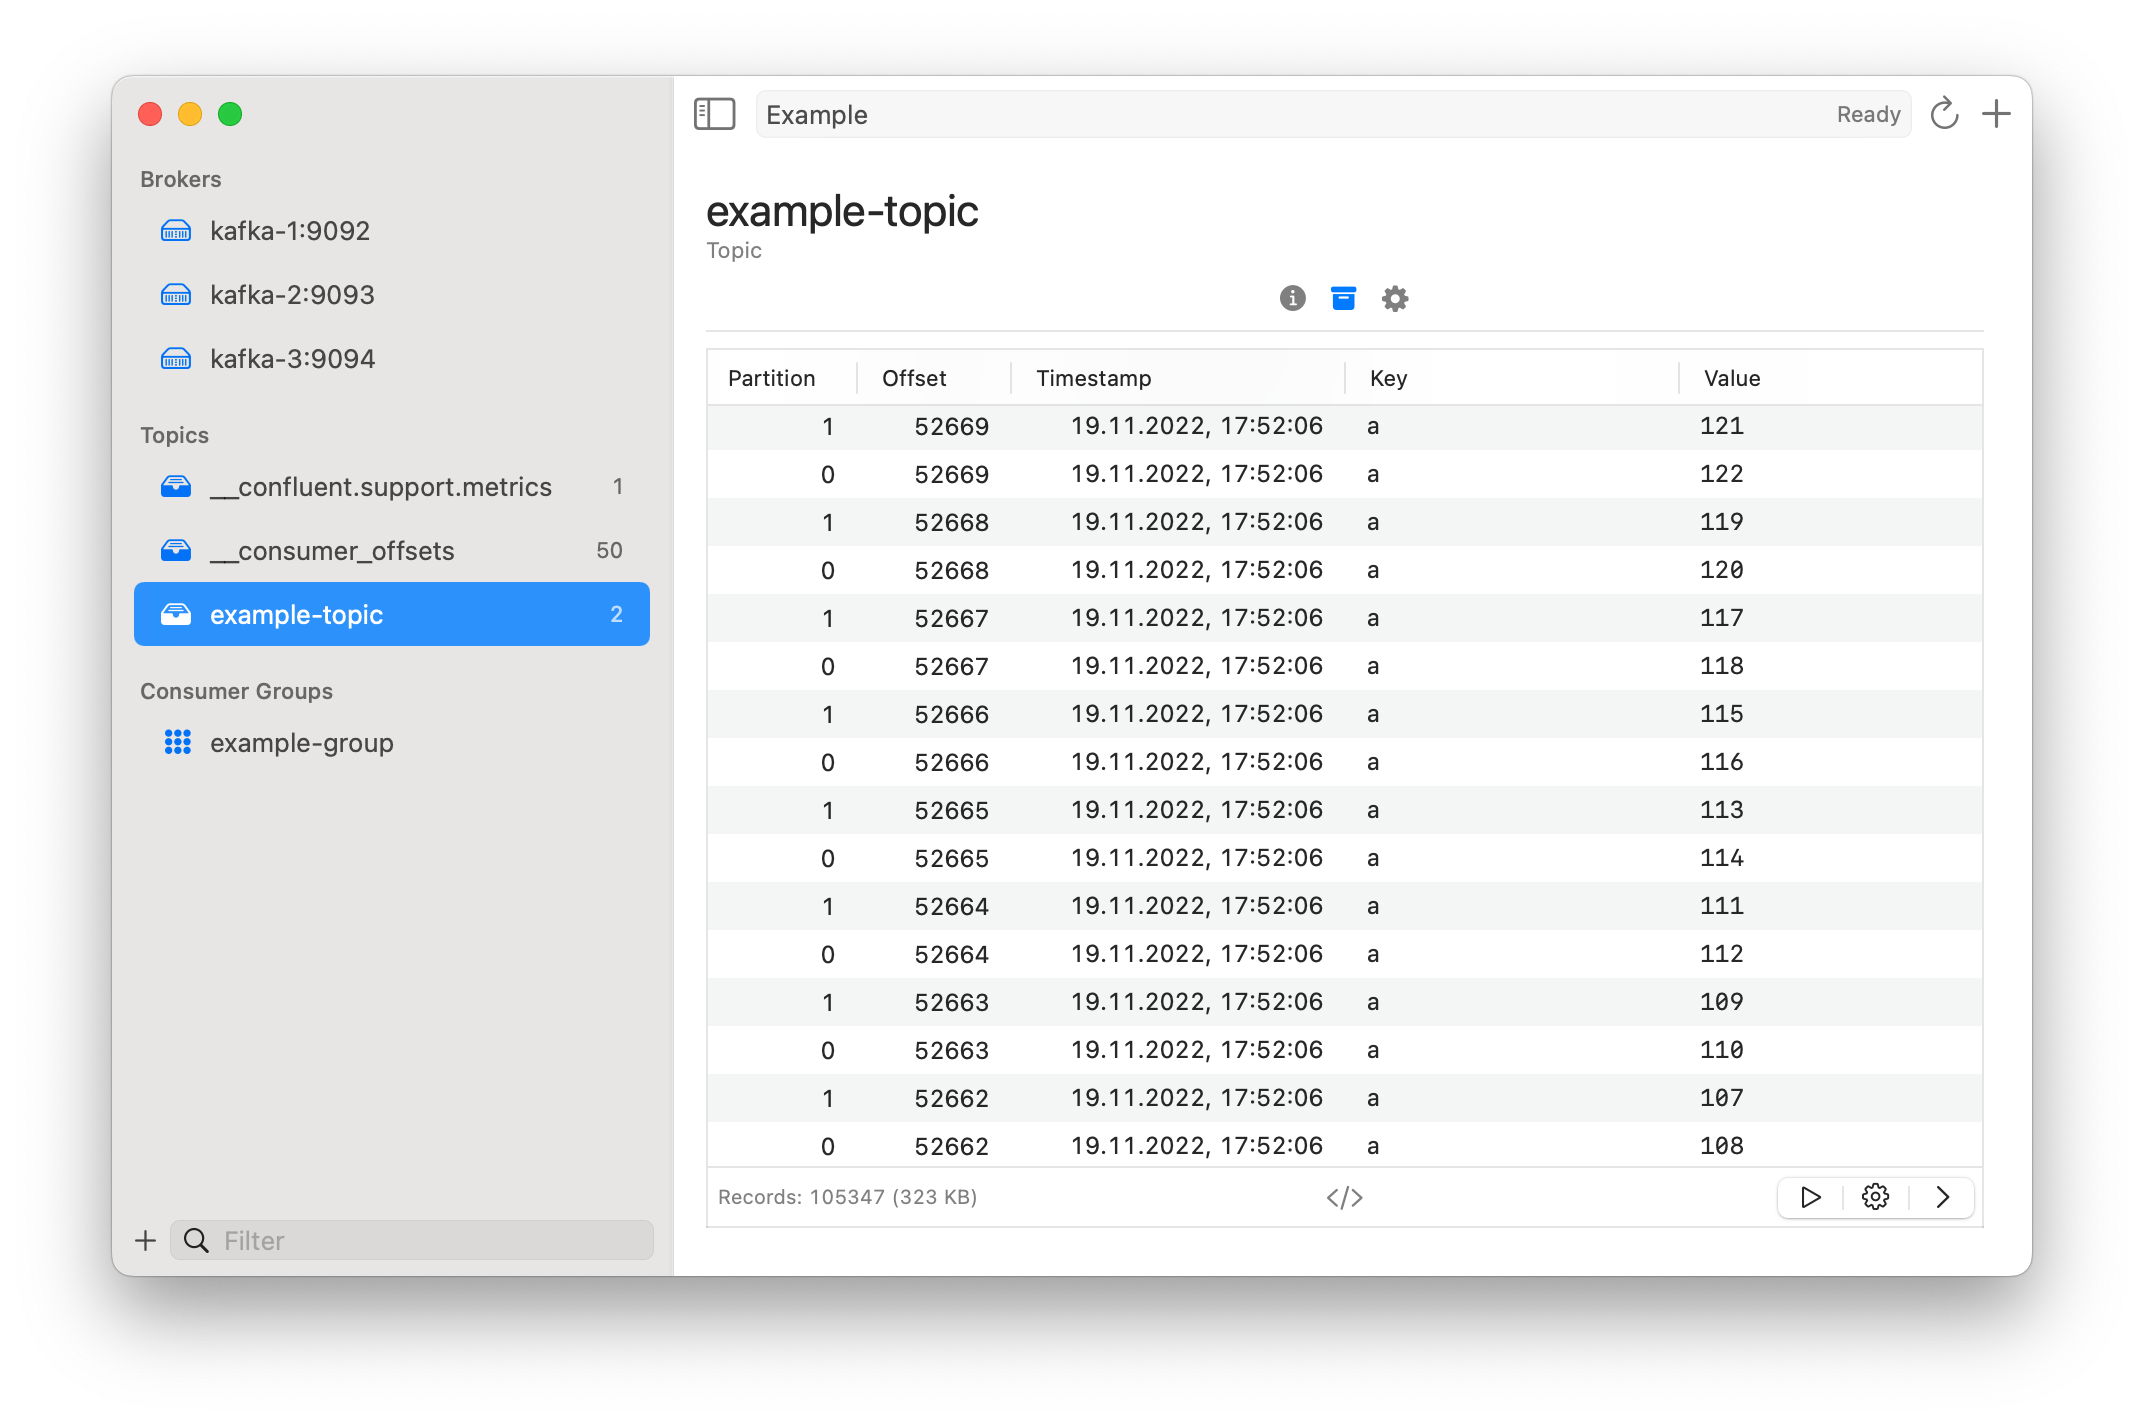 Brokers
kafka-1:9092
kafka-2:9093
kafka-3:9094
Topics
__confluent.support.metrics 1
__consumer_offsets 50
example-topic 2
Consumer Groups
example-group
Filter
Example Ready
example-topic
Topic
Partition Offset Timestamp Key Value
1 52669 19.11.2022, 17:52:06 a 121
0 52669 19.11.2022, 17:52:06 a 122
1 52668 19.11.2022, 17:52:06 a 119
0 52668 19.11.2022, 17:52:06 a 120
1 52667 19.11.2022, 17:52:06 a 117
0 52667 19.11.2022, 17:52:06 a 118
1 52666 19.11.2022, 17:52:06 a 115
0 52666 19.11.2022, 17:52:06 a 116
1 52665 19.11.2022, 17:52:06 a 113
0 52665 19.11.2022, 17:52:06 a 114
1 52664 19.11.2022, 17:52:06 a 111
0 52664 19.11.2022, 17:52:06 a 112
1 52663 19.11.2022, 17:52:06 a 109
0 52663 19.11.2022, 17:52:06 a 110
1 52662 19.11.2022, 17:52:06 a 107
0 52662 19.11.2022, 17:52:06 a 108
Records: 105347 (323 KB)